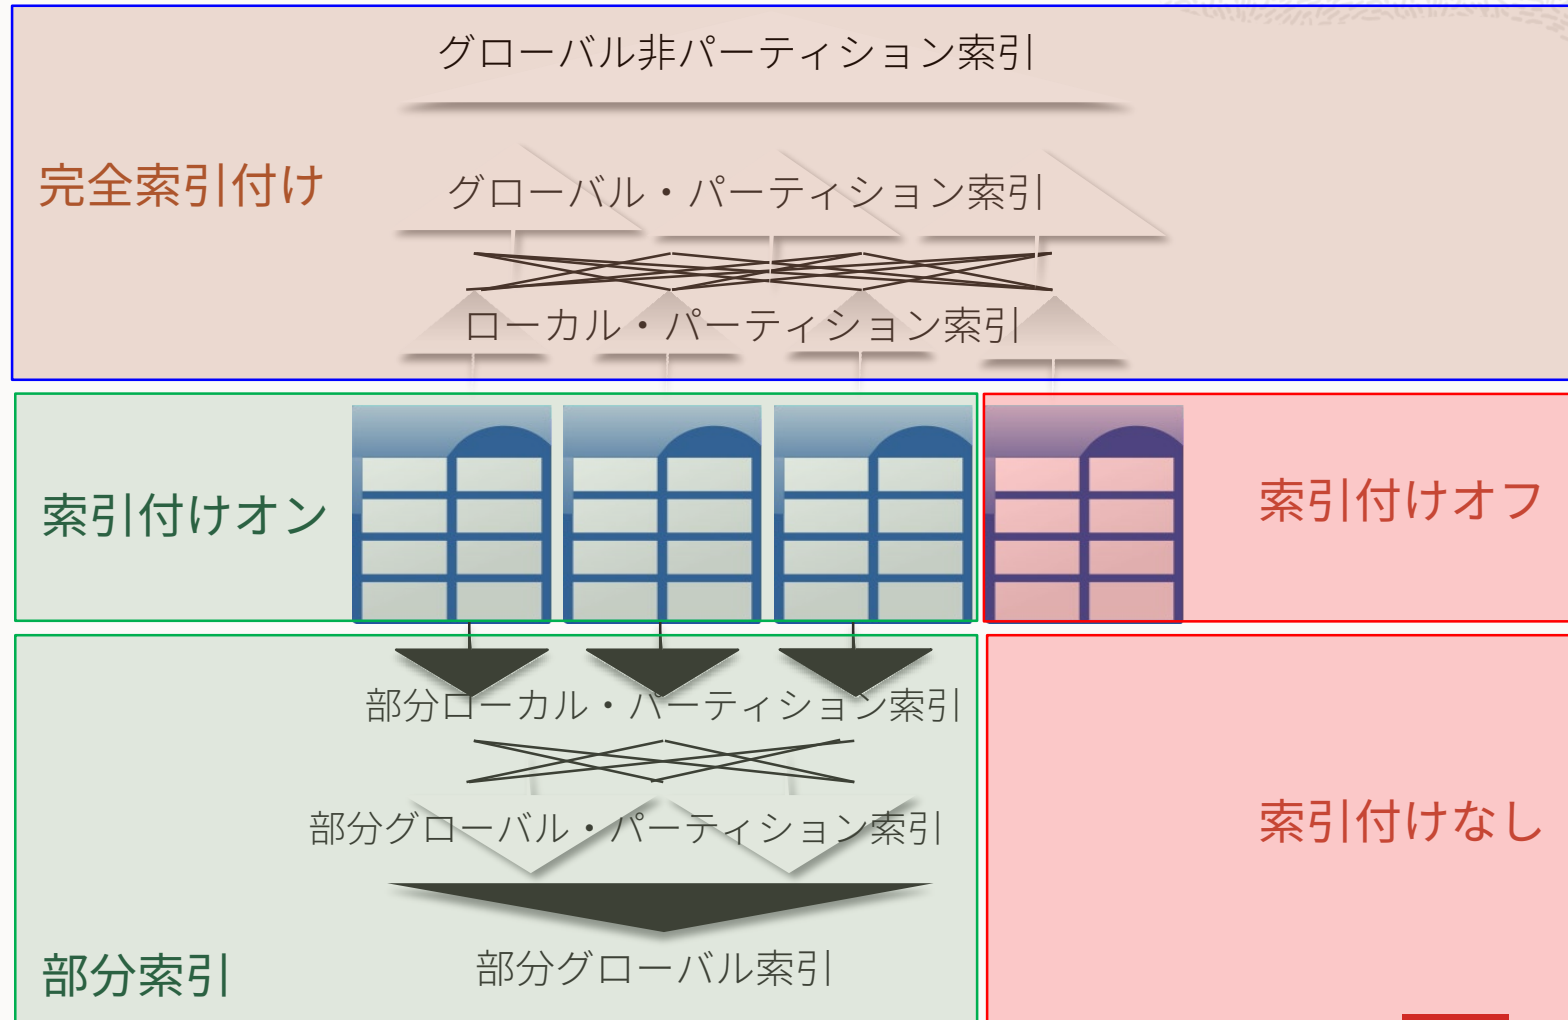 グローバル非パーティション索引
完全索引付け
グローバル・パーティション索引
ローカル・パーティション索引
索引付けオン
索引付けオフ
部分ローカル・パーティション索引
部分グローバル・パーティション索引
索引付けなし
部分索引
部分グローバル索引